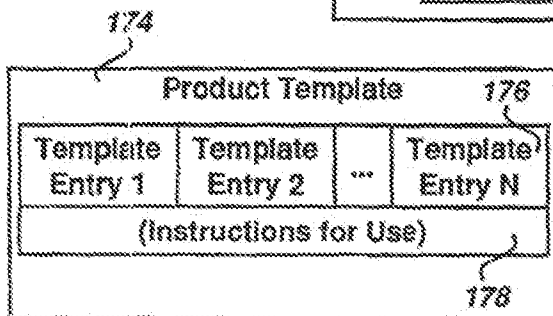 174
Product Template
176
Template Entry 1
Template Entry 2
...
Template Entry N
(Instructions for Use)
178